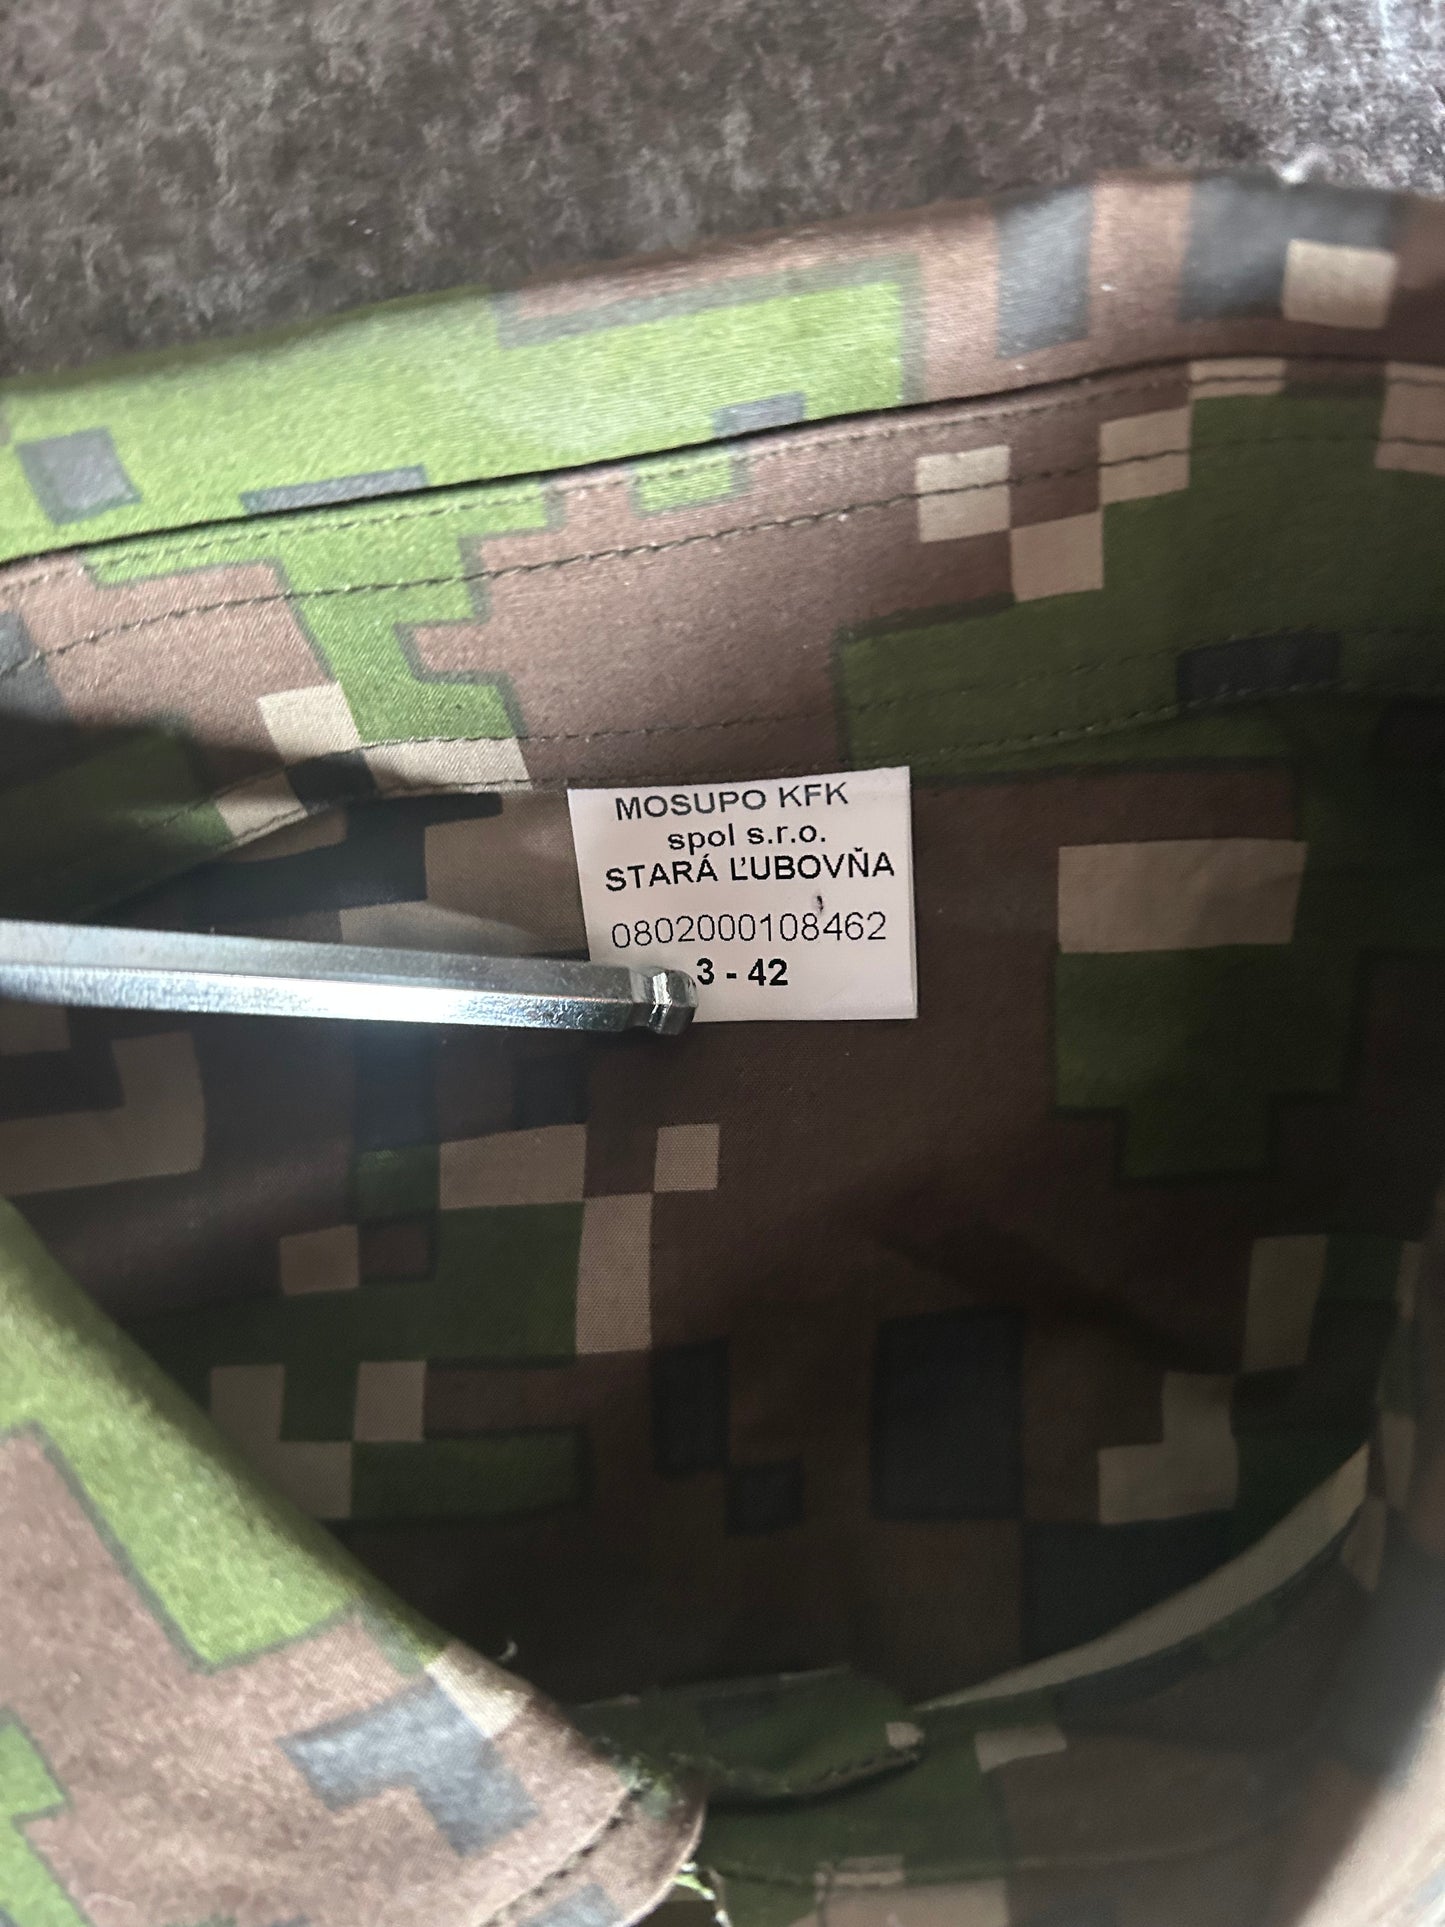 MOSUPO KFK
spol s.r.o.
STARÁ ĽUBOVŇA
0802000108462
3 - 42